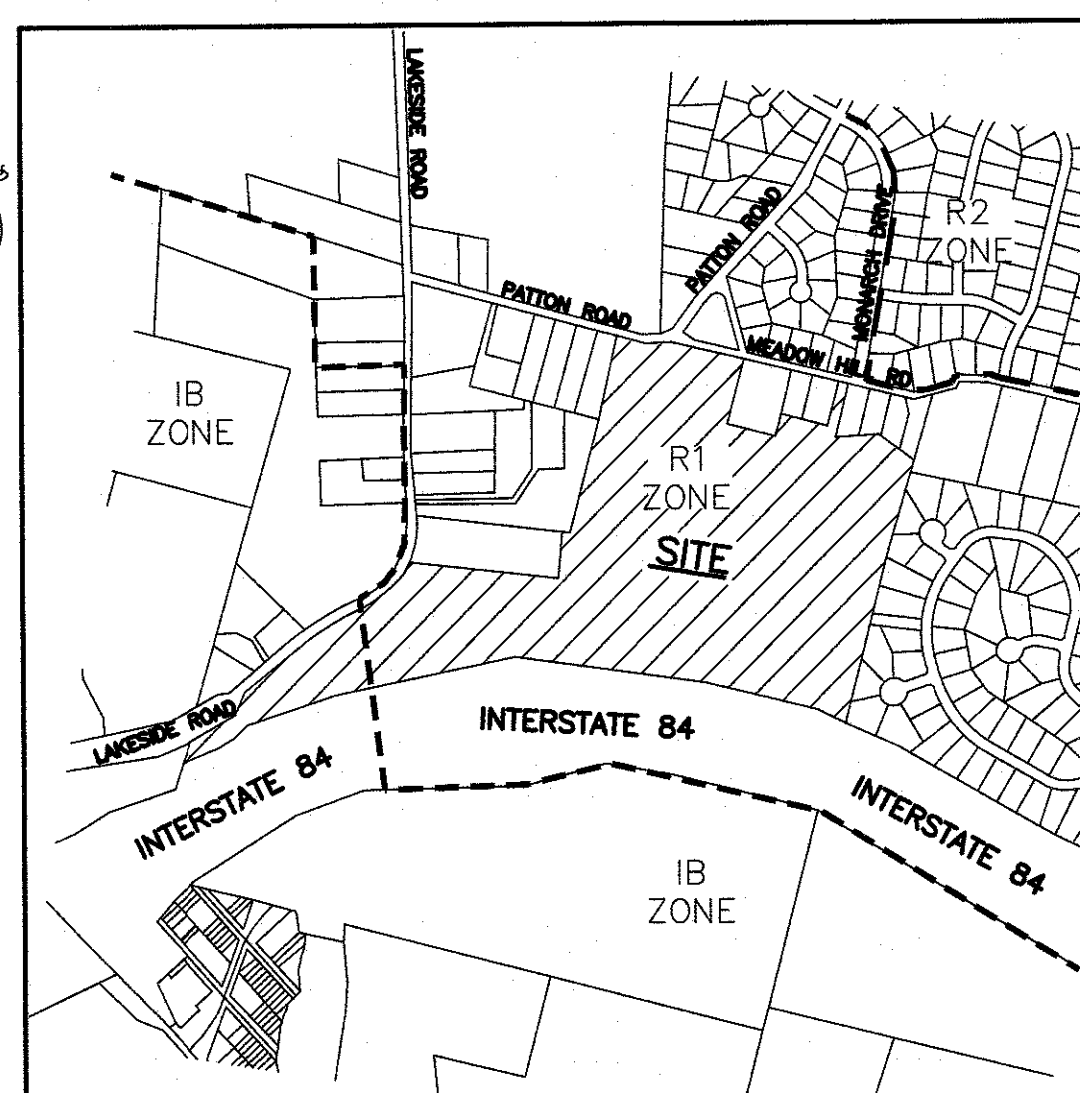 LAKESIDE ROAD
PATTON ROAD
MONARCH DRIVE
R2
ZONE
PATTON ROAD
MEADOW HILL RD
IB
ZONE
R1
ZONE
SITE
LAKESIDE ROAD
INTERSTATE 84
INTERSTATE 84
INTERSTATE 84
IB
ZONE